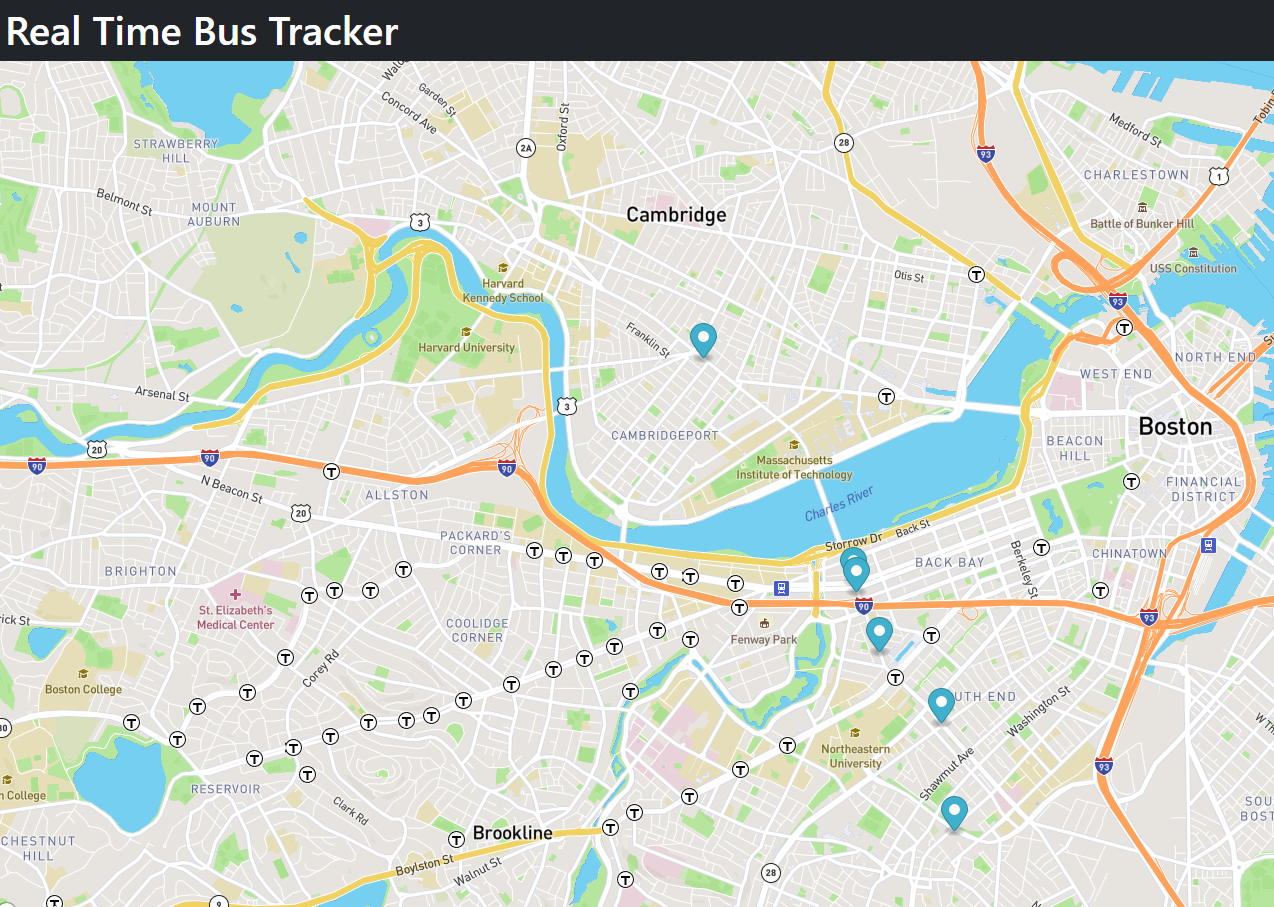 Real Time Bus Tracker
Garden St
Concord Ave
Oxford St
Medford St
STRAWBERRY
HILL
2A
28
93
CHARLESTOWN
1
Belmont St
MOUNT
AUBURN
3
Cambridge
Battle of Bunker Hill
USS Constitution
Harvard
Kennedy School
Otis St
T
93
T
Harvard University
Franklin St
NORTH END
WEST END
Arsenal St
T
3
CAMBRIDGEPORT
Boston
BEACON
HILL
20
90
90
90
T
Massachusetts
Institute of Technology
N Beacon St
ALLSTON
Charles River
T
FINANCIAL
DISTRICT
20
PACKARD'S
CORNER
Storrow Dr
Back St
BACK BAY
Berkeley St
T
CHINATOWN
T
T
T
T
T
T
BRIGHTON
T
T
T
T
T
90
T
St. Elizabeth's
Medical Center
COOLIDGE
CORNER
Fenway Park
93
T
T
T
T
T
T
Corey Rd
T
T
T
Boston College
T
T
T
UTH END
Washington St
T
T
T
T
T
T
T
T
T
T
T
Northeastern
University
T
T
T
93
RESERVOIR
n College
T
Shawmut Ave
Clark Rd
T
T
CHESTNUT
HILL
T
Brookline
Boylston St
Walnut St
T
28
T
9
SOU
BOST